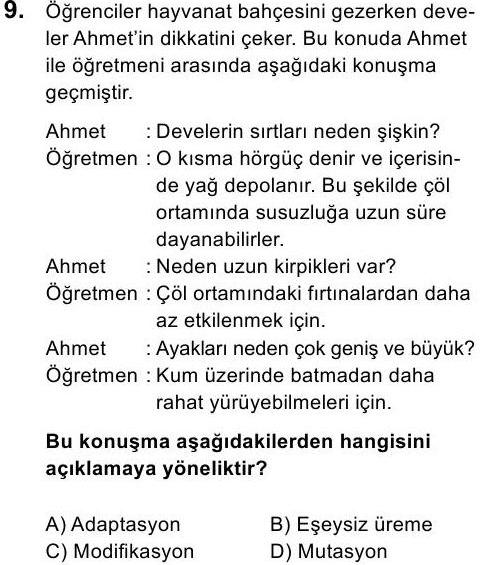 9. Öğrenciler hayvanat bahçesini gezerken deve-
ler Ahmet'in dikkatini çeker. Bu konuda Ahmet
ile öğretmeni arasında aşağıdaki konuşma
geçmiştir.
Ahmet : Develerin sırtları neden şişkin?
Öğretmen : O kısma hörgüç denir ve içerisin-
de yağ depolanır. Bu şekilde çöl
ortamında susuzluğa uzun süre
dayanabilirler.
Ahmet : Neden uzun kirpikleri var?
Öğretmen : Çöl ortamındaki fırtınalardan daha
az etkilenmek için.
Ahmet : Ayakları neden çok geniş ve büyük?
Öğretmen : Kum üzerinde batmadan daha
rahat yürüyebilmeleri için.
Bu konuşma aşağıdakilerden hangisini
açıklamaya yöneliktir?
A) Adaptasyon B) Eşeysiz üreme
C) Modifikasyon D) Mutasyon